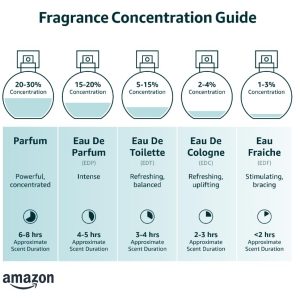 Fragrance Concentration Guide
20-30%
Concentration
15-20%
Concentration
5-15%
Concentration
2-4%
Concentration
1-3%
Concentration
Parfum
Powerful,
concentrated
6-8 hrs
Approximate
Scent Duration
Eau De
Parfum
(EDP)
Intense
4-5 hrs
Approximate
Scent Duration
Eau De
Toilette
(EDT)
Refreshing,
balanced
3-4 hrs
Approximate
Scent Duration
Eau De
Cologne
(EDC)
Refreshing,
uplifting
2-3 hrs
Approximate
Scent Duration
Eau
Fraiche
(EDF)
Stimulating,
bracing
<2 hrs
Approximate
Scent Duration
amazon